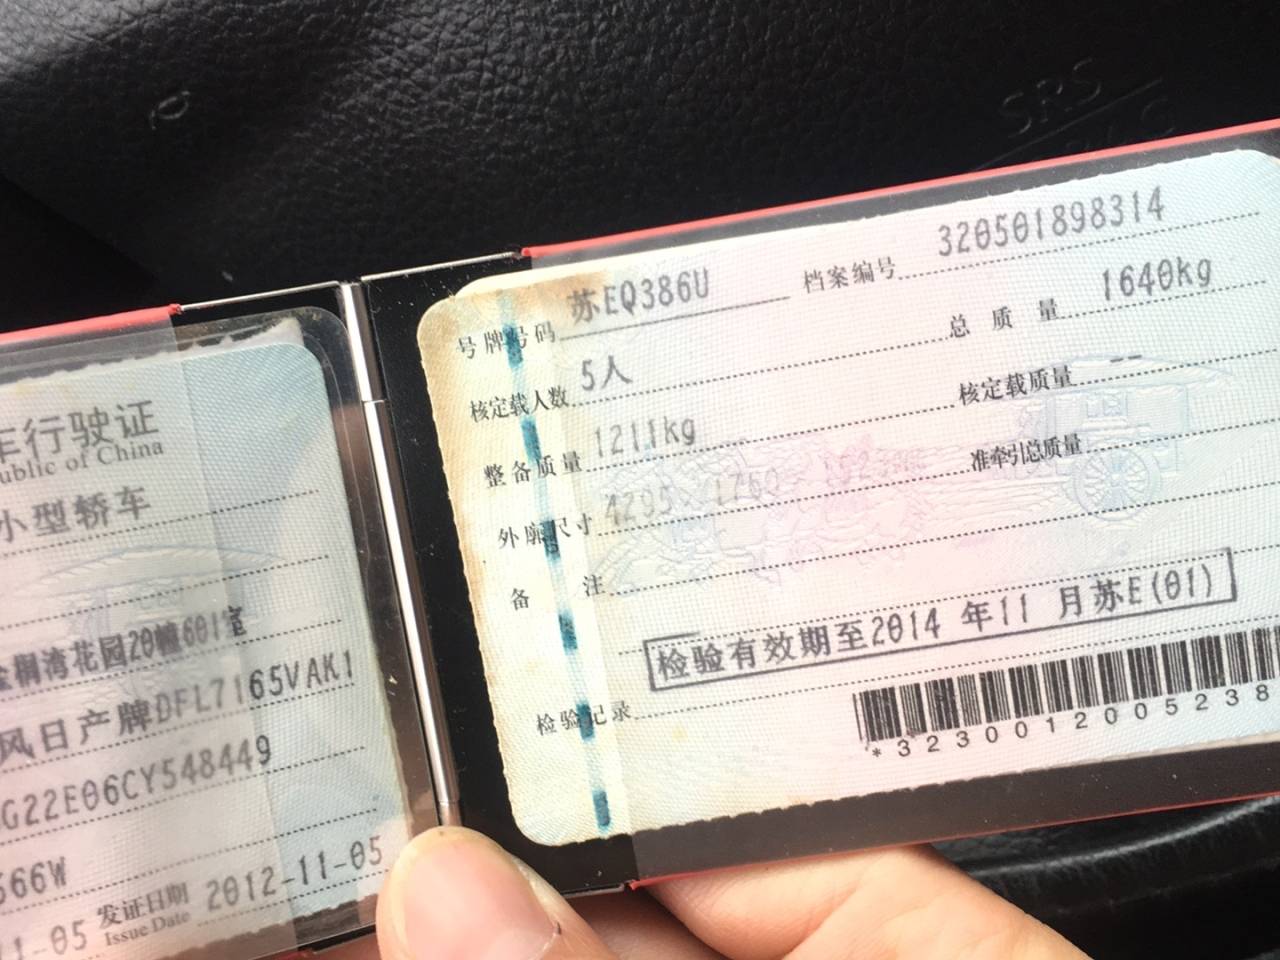 SRS
车行驶证
public of China
小型轿车
桐湾花园20幢601室
风日产牌DFL7165VAK1
G22E06CY548449
566W
11-05 发证日期 2012-11-05
Issue Date
号牌号码 苏EQ386U 档案编号 320501898314
核定载人数 5人 总质量 1640kg
整备质量 1211kg 核定载质量 --
外廓尺寸 4295 1760 准牵引总质量
备注
检验有效期至2014 年11 月苏E(01)
检验记录
*3230012005238